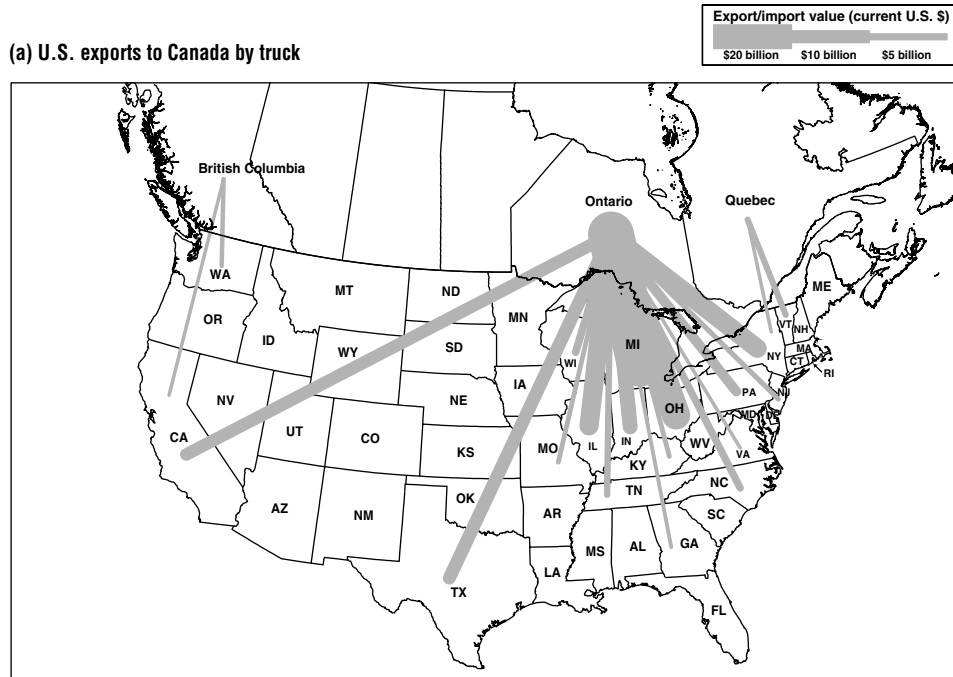 Export/import value (current U.S. $)
$20 billion $10 billion $5 billion
(a) U.S. exports to Canada by truck
British Columbia
Ontario
Quebec
WA
MT
ND
MN
ME
OR
ID
WY
SD
WI
MI
VT
NH
NY
MA
CT
RI
NV
NE
IA
PA
NJ
OH
MD
DE
CA
UT
CO
KS
MO
IL
IN
WV
VA
KY
AZ
NM
OK
AR
TN
NC
SC
TX
LA
MS
AL
GA
FL